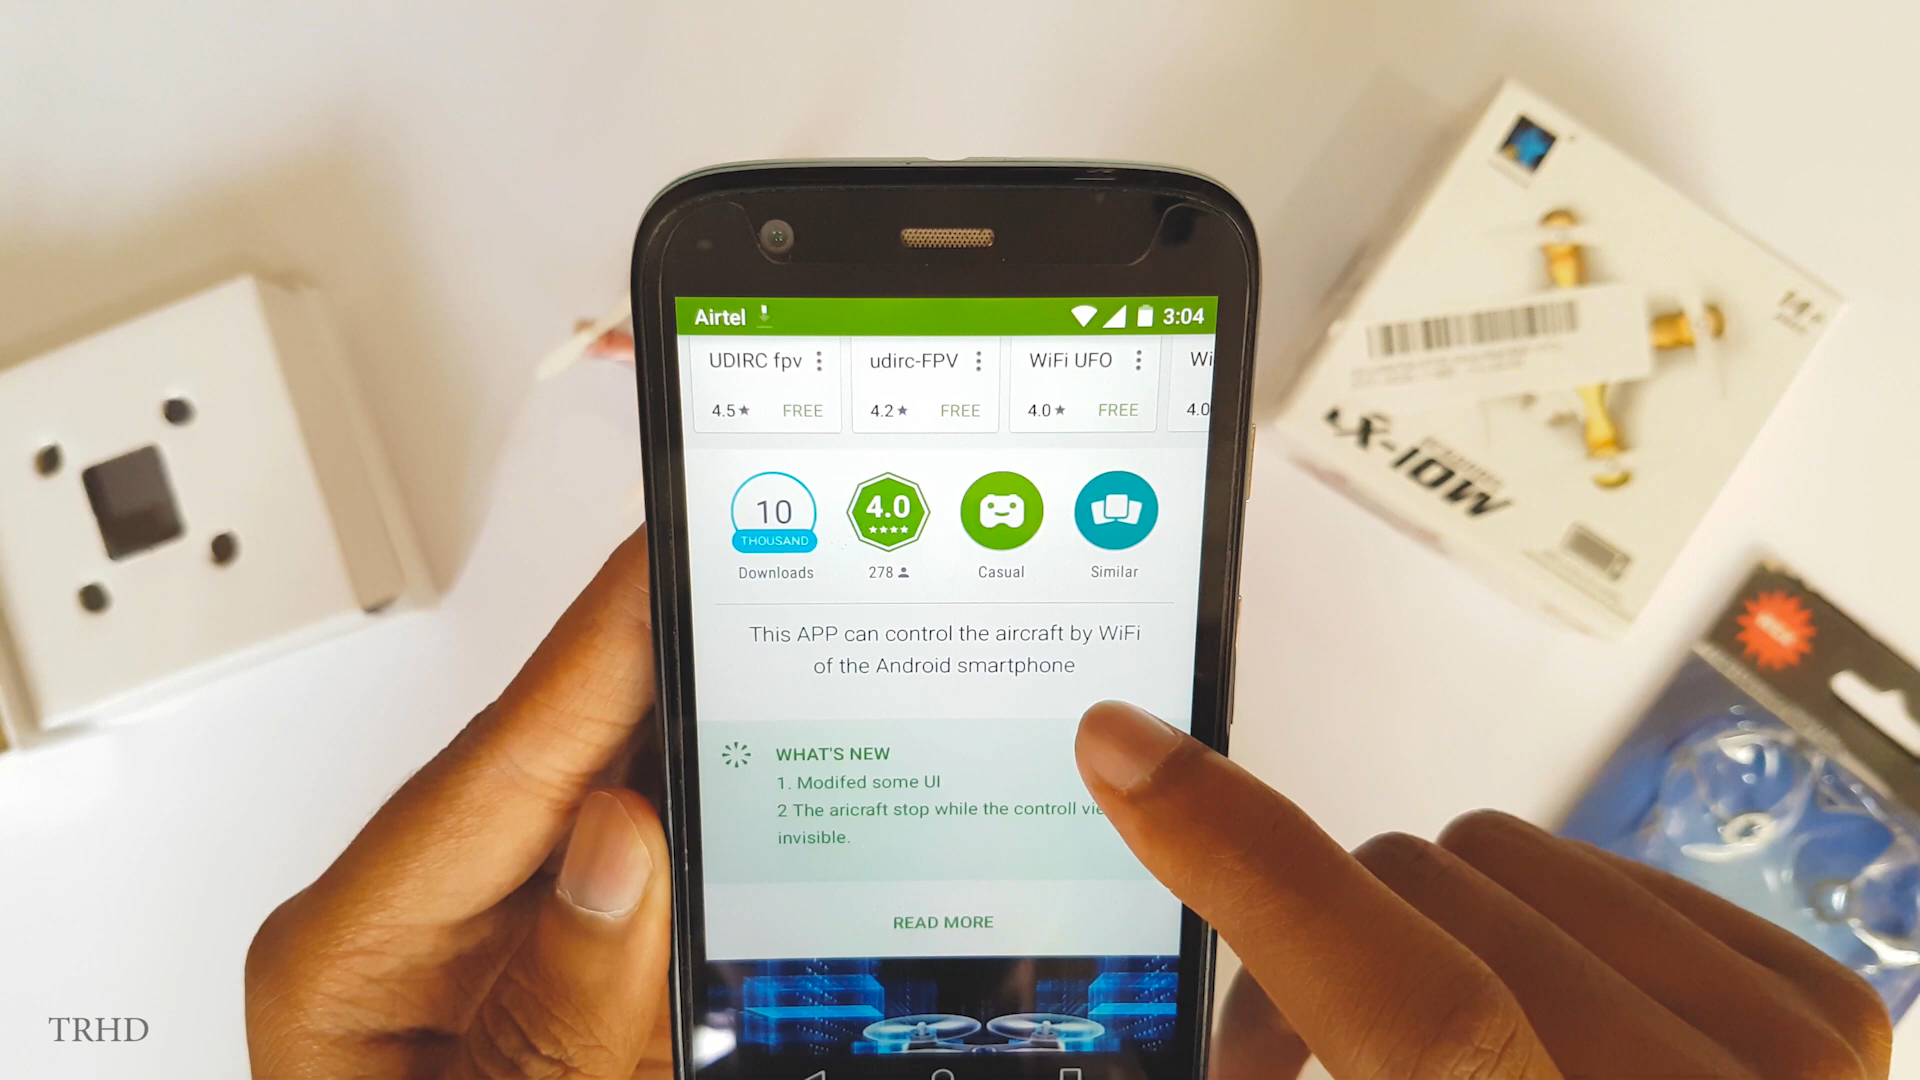 Airtel 3:04
UDIRC fpv
udirc-FPV
WiFi UFO
Wi
4.5★ FREE
4.2★ FREE
4.0★ FREE
4.0
10
THOUSAND
4.0
Downloads
278
Casual
Similar
This APP can control the aircraft by WiFi
of the Android smartphone
WHAT'S NEW
1. Modifed some UI
2 The aricraft stop while the controll vie
invisible.
READ MORE
TRHD